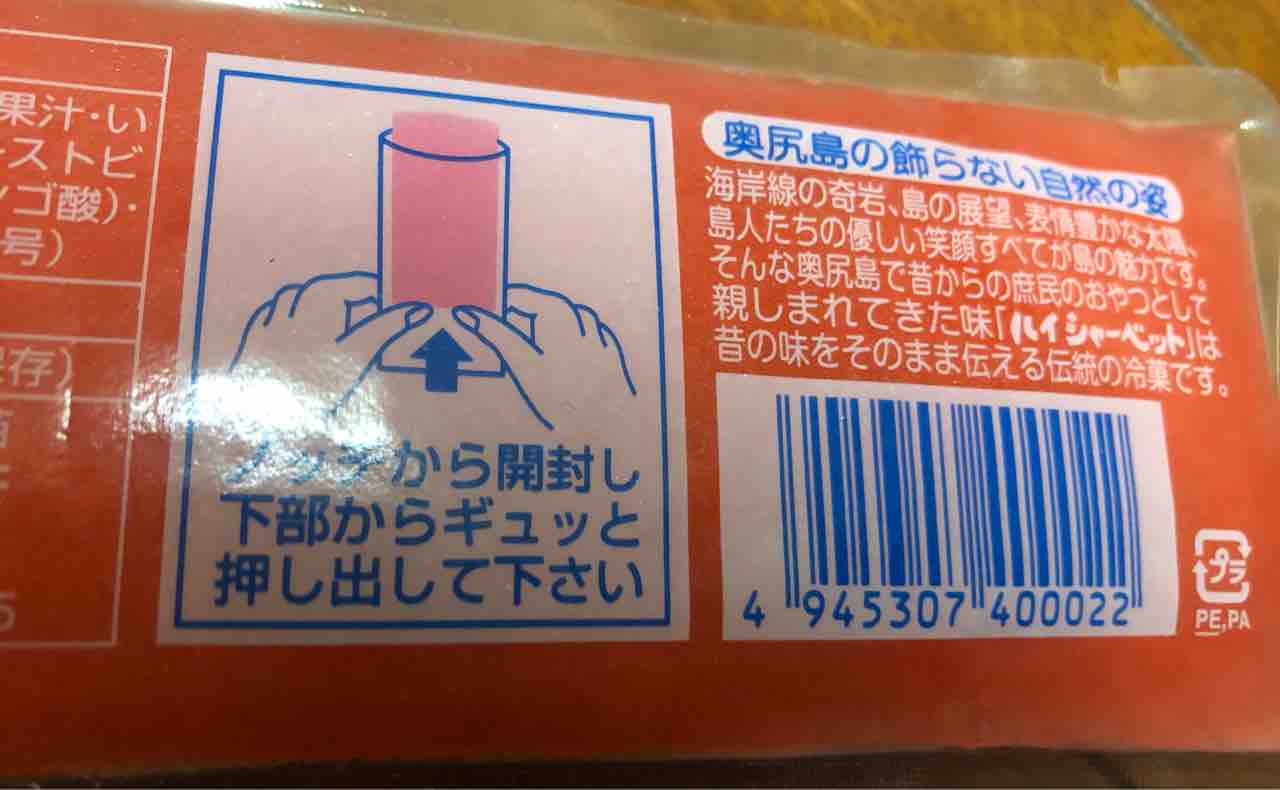 果汁・い
ーストビ
ンゴ酸)・
号)
存)
5
ノッチから開封し
下部からギュッと
押し出して下さい
奥尻島の飾らない自然の姿
海岸線の奇岩、島の展望、表情豊かな太陽、
島人たちの優しい笑顔すべてが島の魅力です。
そんな奥尻島で昔からの庶民のおやつとして
親しまれてきた味「ハイシャーベット」は
昔の味をそのまま伝える伝統の冷菓です。
4 945307 400022
プラ
PE,PA